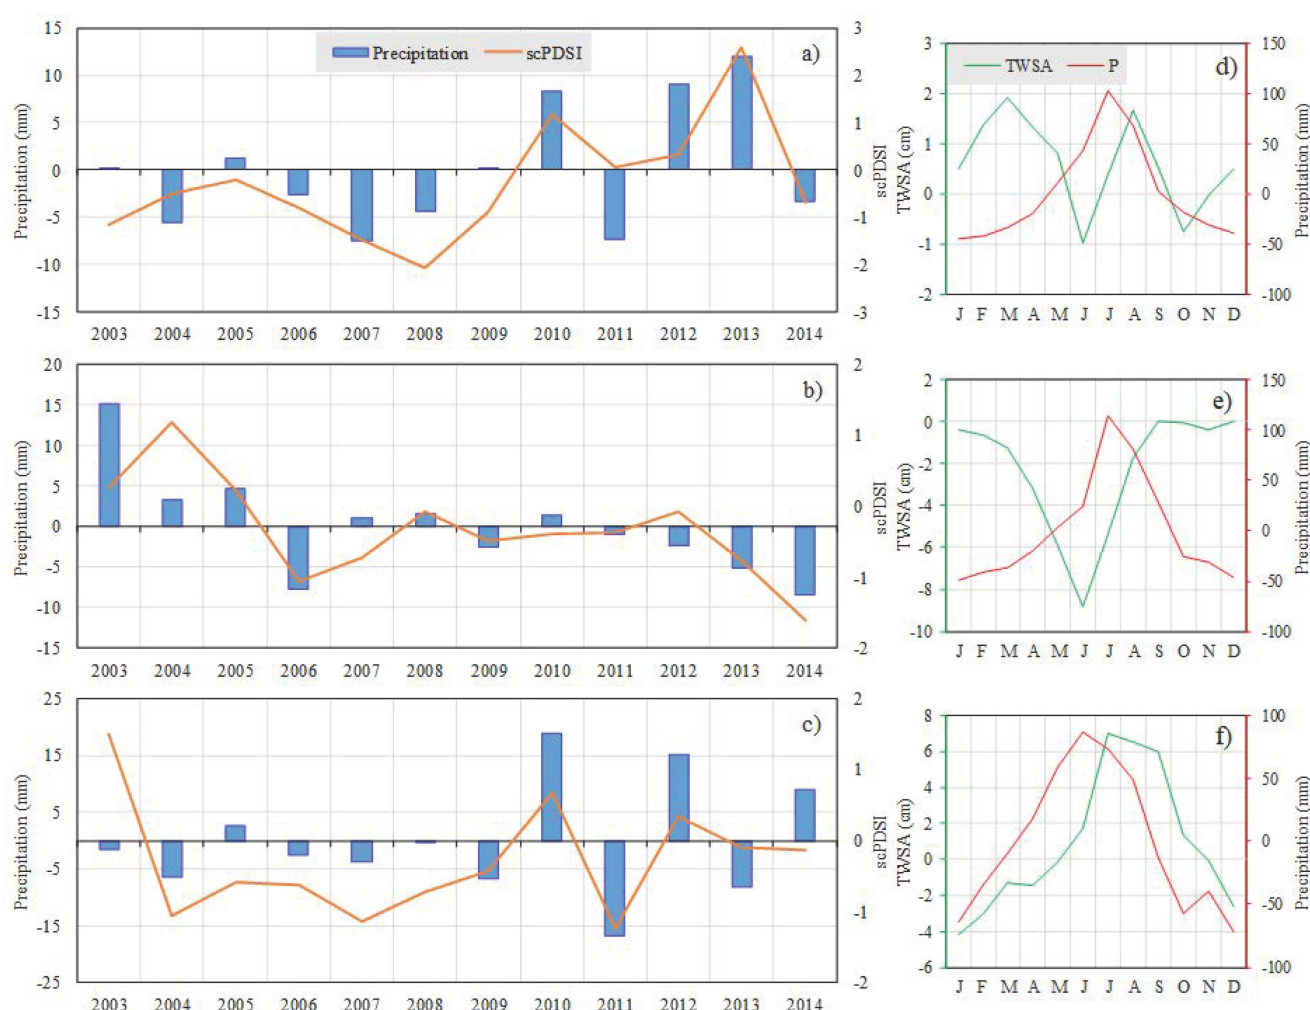 Precipitation scPDSI
a)
Precipitation (mm)
15
10
5
0
-5
-10
-15
3
2
1
0
-1
-2
-3
scPDSI
2003 2004 2005 2006 2007 2008 2009 2010 2011 2012 2013 2014
TWSA P
d)
TWSA (cm)
3
2
1
0
-1
-2
150
100
50
0
-50
-100
Precipitation (mm)
J F M A M J J A S O N D
b)
Precipitation (mm)
20
15
10
5
0
-5
-10
-15
2
1
0
-1
-2
scPDSI
2003 2004 2005 2006 2007 2008 2009 2010 2011 2012 2013 2014
e)
TWSA (cm)
2
0
-2
-4
-6
-8
-10
150
100
50
0
-50
-100
Precipitation (mm)
J F M A M J J A S O N D
c)
Precipitation (mm)
25
15
5
-5
-15
-25
2
1
0
-1
-2
scPDSI
2003 2004 2005 2006 2007 2008 2009 2010 2011 2012 2013 2014
f)
TWSA (cm)
8
6
4
2
0
-2
-4
-6
100
50
0
-50
-100
Precipitation (mm)
J F M A M J J A S O N D